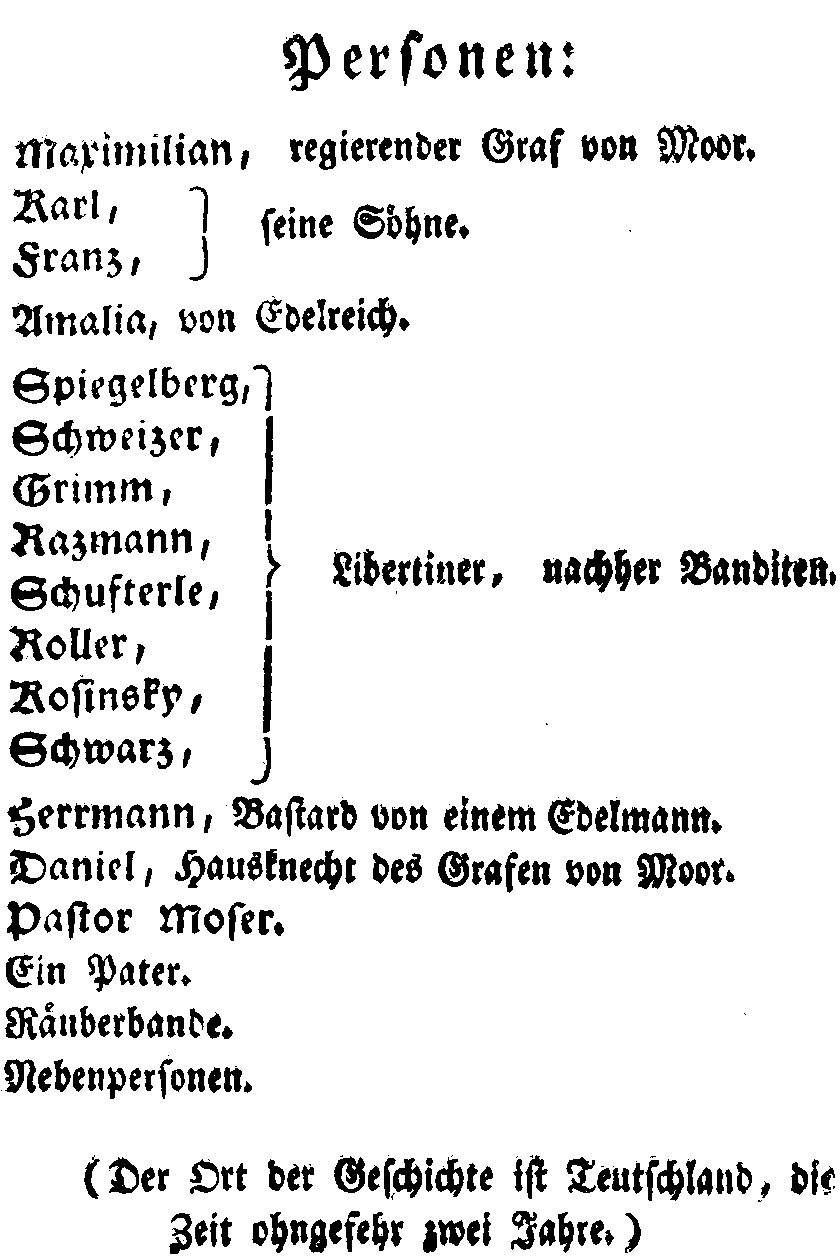 Personen:
Maximilian, regierender Graf von Moor.
Karl,
Franz,
seine Söhne.
Amalia, von Edelreich.
Spiegelberg,
Schweizer,
Grimm,
Razmann,
Schufterle,
Roller,
Kosinsky,
Schwarz,
Libertiner, nachher Banditen.
Herrmann, Bastard von einem Edelmann.
Daniel, Hausknecht des Grafen von Moor.
Pastor Moser.
Ein Pater.
Räuberbande.
Nebenpersonen.
(Der Ort der Geschichte ist Teutschland, die
Zeit ohngefehr zwei Jahre.)